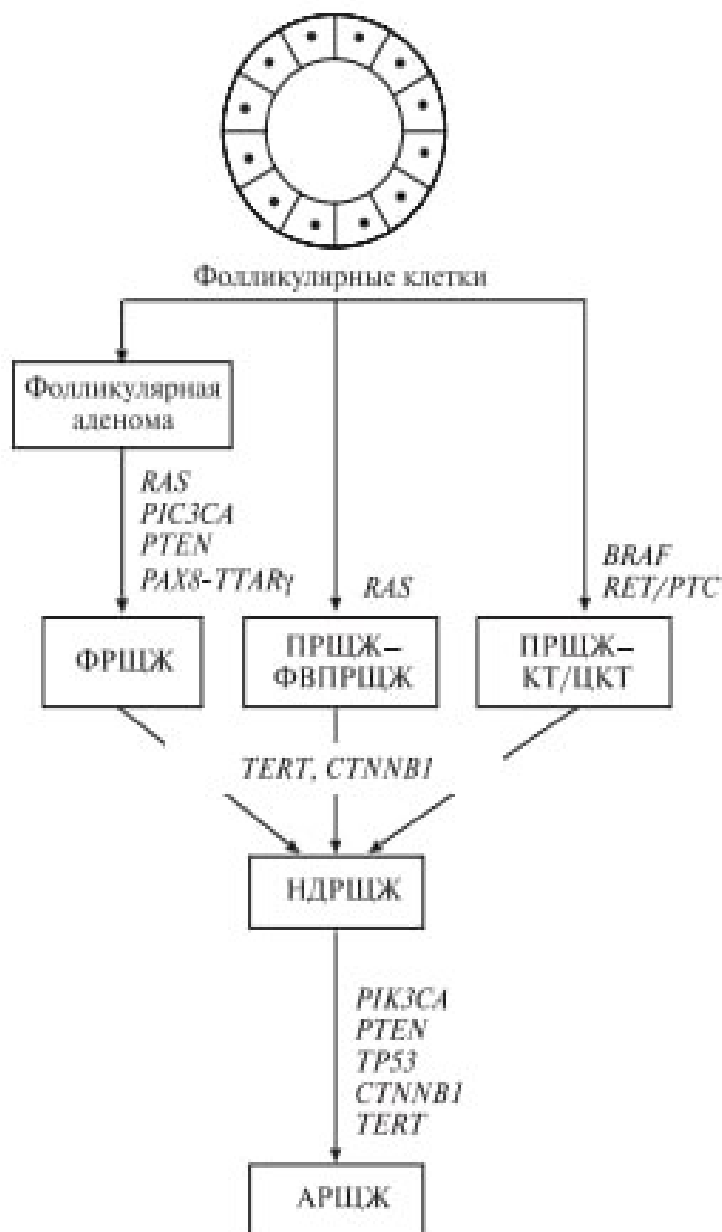 Фолликулярные клетки
Фолликулярная
аденома
RAS
PIC3CA
PTEN
PAX8-TTARγ
RAS
BRAF
RET/PTC
ФРЩЖ
ПРЩЖ–
ФВПРЩЖ
ПРЩЖ–
КТ/ЦКТ
TERT, CTNNB1
НДРЩЖ
PIK3CA
PTEN
TP53
CTNNB1
TERT
АРЩЖ